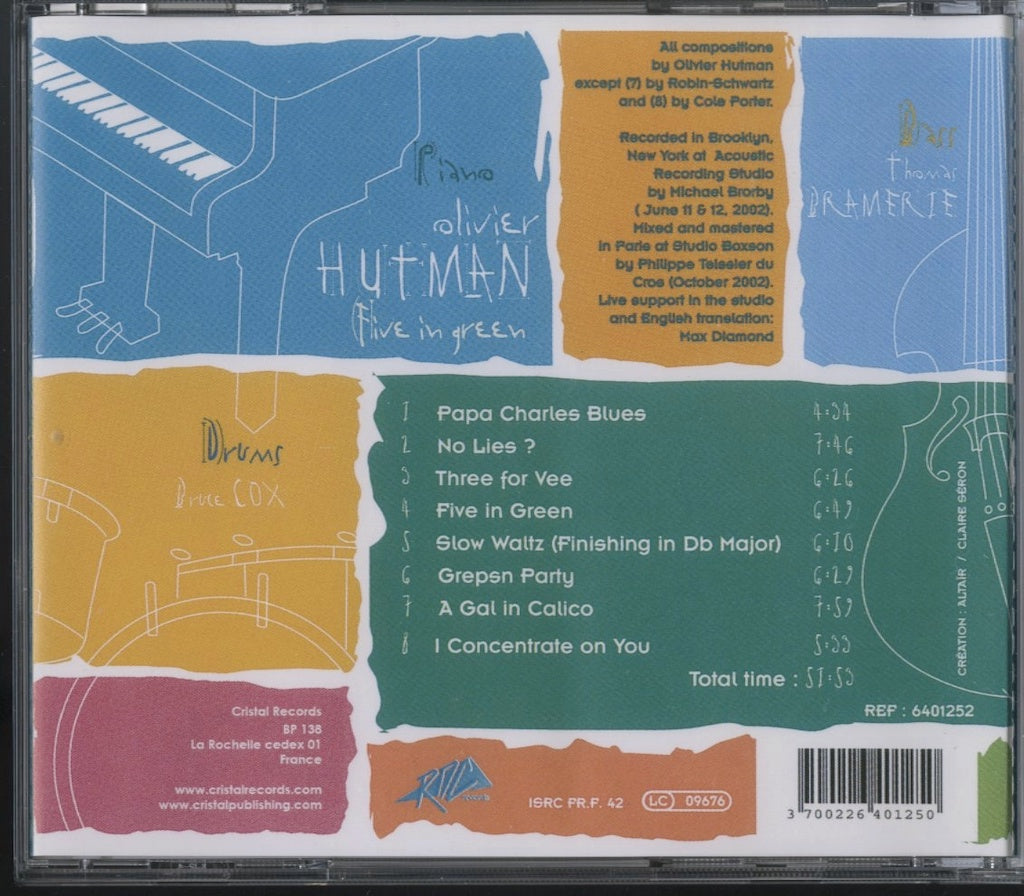 Piano
olivier
HUTMAN
Five in green
All compositions
by Olivier Hutman
except (7) by Robin-Schwartz
and (8) by Cole Porter.
Recorded in Brooklyn,
New York at Acoustic
Recording Studio
by Michael Brorby
( June 11 & 12, 2002).
Mixed and mastered
in Paris at Studio Boxson
by Philippe Teissier du
Cros (October 2002).
Live support in the studio
and English translation:
Max Diamond
Bass
thomas
BRAMERIE
Drums
Bruce COX
1 Papa Charles Blues 4:34
2 No Lies ? 7:46
3 Three for Vee 6:26
4 Five in Green 6:49
5 Slow Waltz (Finishing in Db Major) 6:10
6 Grepsn Party 6:29
7 A Gal in Calico 7:59
8 I Concentrate on You 5:33
Total time : 51:53
REF : 6401252
CRÉATION : ALTAÏR / CLAIRE SÉRON
Cristal Records
BP 138
La Rochelle cedex 01
France
www.cristalrecords.com
www.cristalpublishing.com
records
ISRC FR.F. 42
LC 09676
3 700226 401250